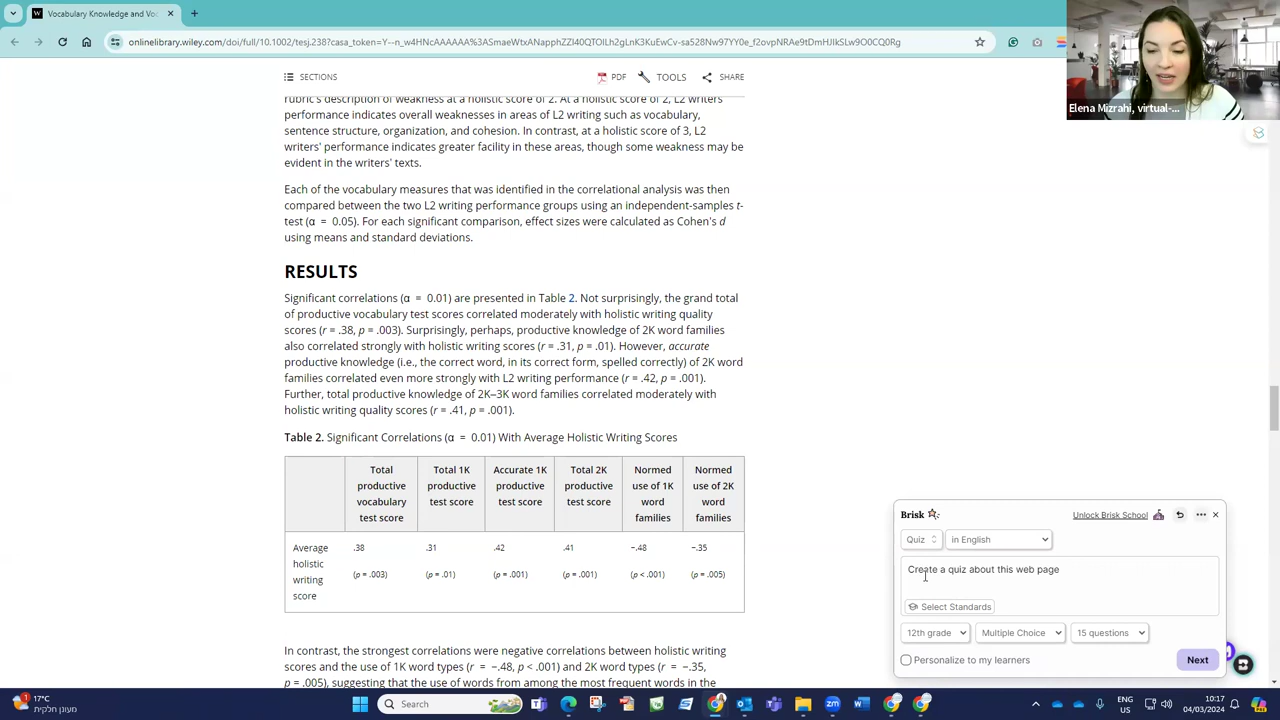 Vocabulary Knowledge and Voc
onlinelibrary.wiley.com/doi/full/10.1002/tesj.238?casa_token=
SECTIONS
PDF
TOOLS
SHARE
rubric's description of weakness at a holistic score of 2. At a holistic score of 2, L2 writers'
performance indicates overall weaknesses in areas of L2 writing such as vocabulary,
sentence structure, organization, and cohesion. In contrast, at a holistic score of 3, L2
writers' performance indicates greater facility in these areas, though some weakness may be
evident in the writers' texts.
Each of the vocabulary measures that was identified in the correlational analysis was then
compared between the two L2 writing performance groups using an independent-samples t-
test (α = 0.05). For each significant comparison, effect sizes were calculated as Cohen's d
using means and standard deviations.
RESULTS
Significant correlations (α = 0.01) are presented in Table 2. Not surprisingly, the grand total
of productive vocabulary test scores correlated moderately with holistic writing quality
scores (r = .38, p = .003). Surprisingly, perhaps, productive knowledge of 2K word families
also correlated strongly with holistic writing scores (r = .31, p = .01). However, accurate
productive knowledge (i.e., the correct word, in its correct form, spelled correctly) of 2K word
families correlated even more strongly with L2 writing performance (r = .42, p = .001).
Further, total productive knowledge of 2K–3K word families correlated moderately with
holistic writing quality scores (r = .41, p = .001).
Table 2. Significant Correlations (α = 0.01) With Average Holistic Writing Scores
Total productive vocabulary test score
Total 1K productive test score
Accurate 1K productive test score
Total 2K productive test score
Normed use of 1K word families
Normed use of 2K word families
Average holistic writing score
.38 (p = .003)
.31 (p = .01)
.42 (p = .001)
.41 (p = .001)
−.48 (p < .001)
−.35 (p = .005)
In contrast, the strongest correlations were negative correlations between holistic writing
scores and the use of 1K word types (r = −.48, p < .001) and 2K word types (r = −.35,
p = .005), suggesting that the use of words from among the most frequent words in the
Elena Mizrahi, virtual-...
Brisk
Unlock Brisk School
Quiz
in English
Create a quiz about this web page
Select Standards
12th grade
Multiple Choice
15 questions
Personalize to my learners
Next
1
17°C
מעונן חלקית
Search
ENG
US
10:17
04/03/2024